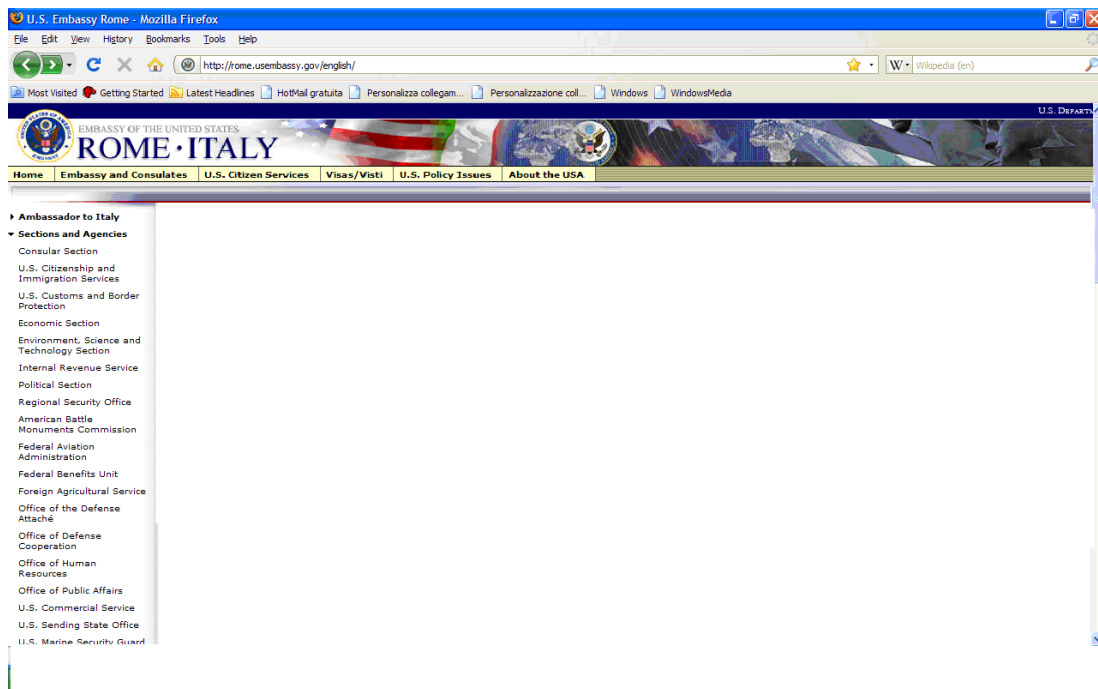 U.S. Embassy Rome - Mozilla Firefox
File Edit View History Bookmarks Tools Help
http://rome.usembassy.gov/english/
W Wikipedia (en)
Most Visited Getting Started Latest Headlines HotMail gratuita Personalizza collegam... Personalizzazione coll... Windows WindowsMedia
EMBASSY OF THE UNITED STATES
ROME · ITALY
Home Embassy and Consulates U.S. Citizen Services Visas/Visti U.S. Policy Issues About the USA
Ambassador to Italy
Sections and Agencies
Consular Section
U.S. Citizenship and
Immigration Services
U.S. Customs and Border
Protection
Economic Section
Environment, Science and
Technology Section
Internal Revenue Service
Political Section
Regional Security Office
American Battle
Monuments Commission
Federal Aviation
Administration
Federal Benefits Unit
Foreign Agricultural Service
Office of the Defense
Attaché
Office of Defense
Cooperation
Office of Human
Resources
Office of Public Affairs
U.S. Commercial Service
U.S. Sending State Office
U.S. Marine Security Guard